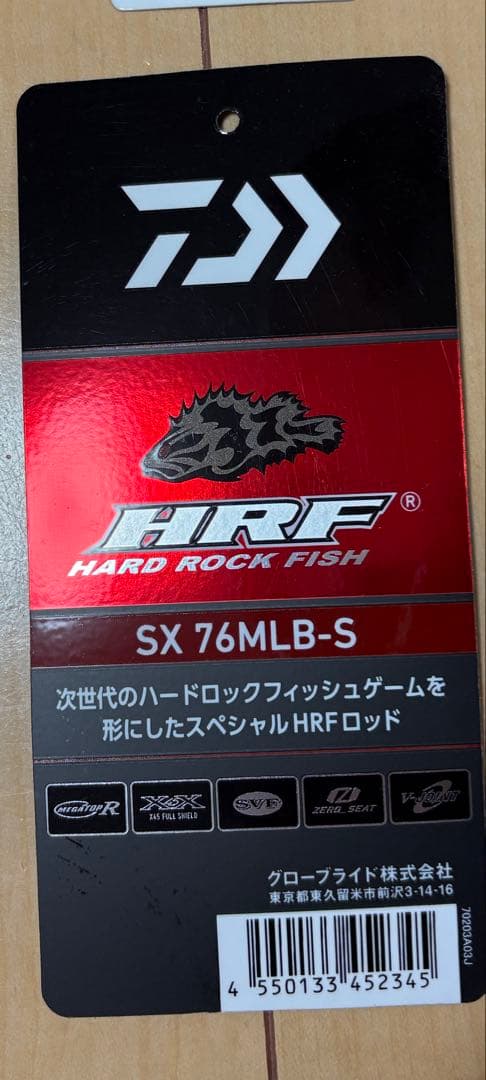 HRF®
HARD ROCK FISH
SX 76MLB-S
次世代のハードロックフィッシュゲームを
形にしたスペシャルHRFロッド
MEGATOP R
X45X
X45 FULL SHIELD
SVF
ZERO_SEAT
V-JOINT
グローブライド株式会社
東京都東久留米市前沢3-14-16
70203A03J
4 550133 452345